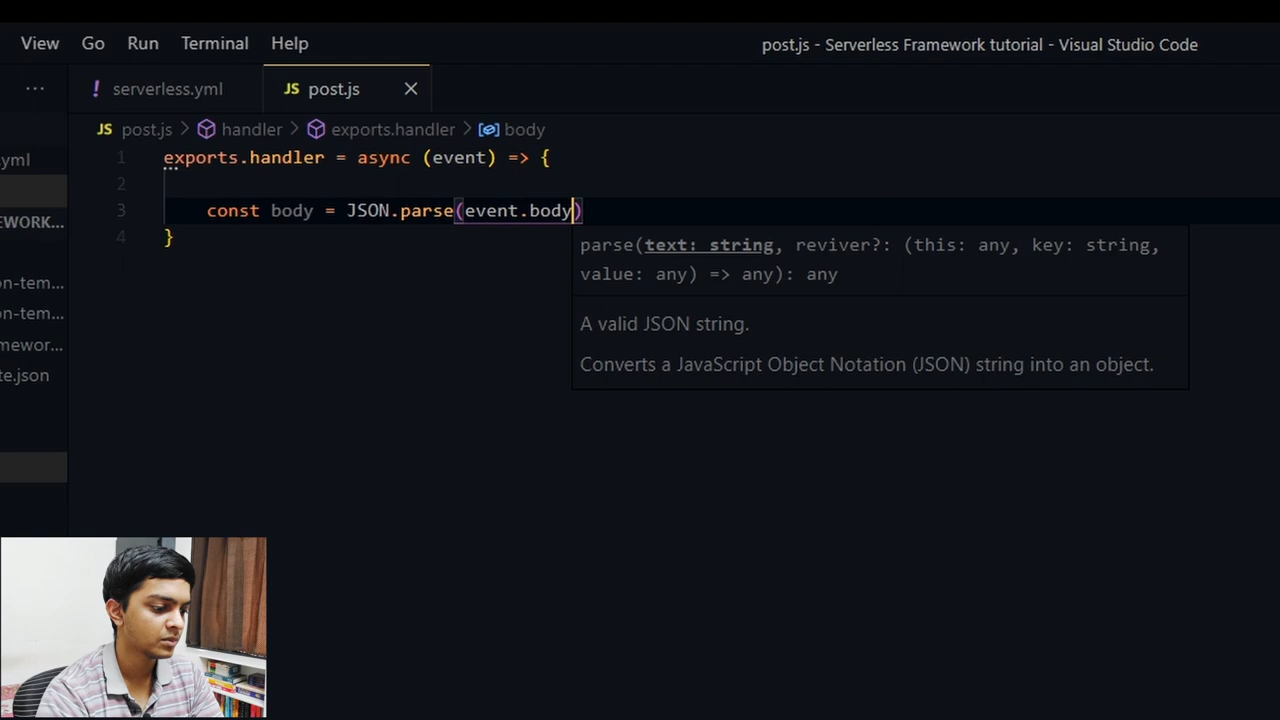 View Go Run Terminal Help post.js - Serverless Framework tutorial - Visual Studio Code
... ! serverless.yml JS post.js ×
JS post.js > handler > exports.handler > body
.yml
EWORK...
on-tem...
on-tem...
mewor...
te.json
1 exports.handler = async (event) => {
2
3 const body = JSON.parse(event.body)
4 }
parse(text: string, reviver?: (this: any, key: string,
value: any) => any): any
A valid JSON string.
Converts a JavaScript Object Notation (JSON) string into an object.